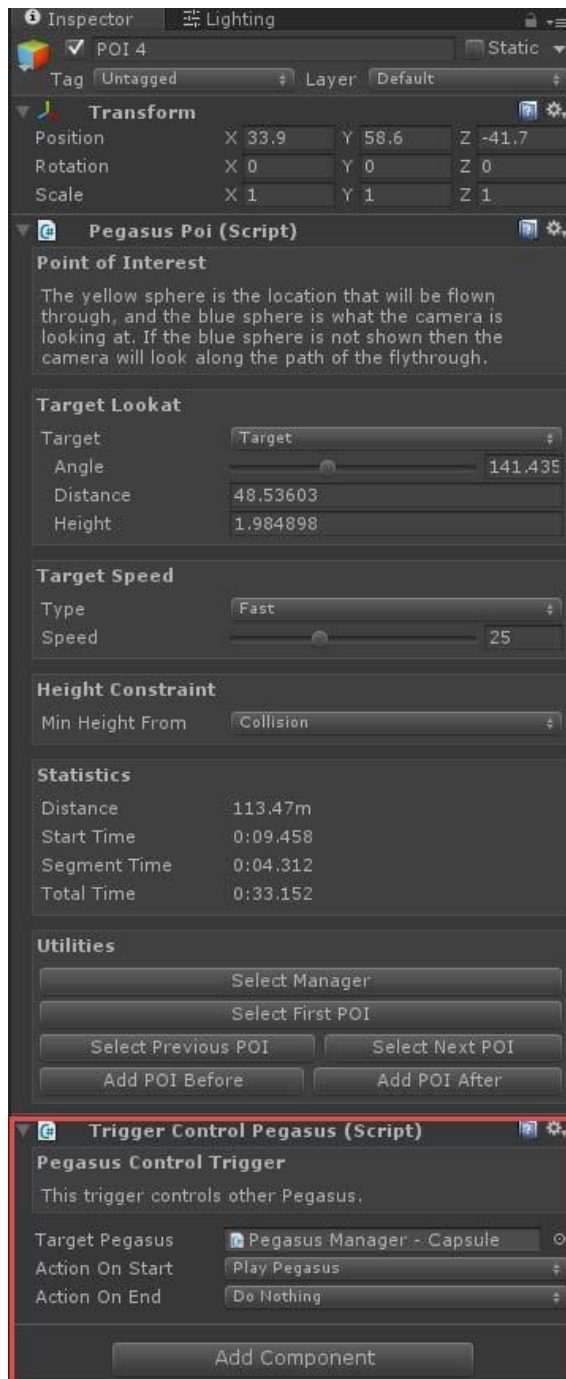 Inspector Lighting
POI 4 Static
Tag Untagged Layer Default
Transform
Position X 33.9 Y 58.6 Z -41.7
Rotation X 0 Y 0 Z 0
Scale X 1 Y 1 Z 1
Pegasus Poi (Script)
Point of Interest
The yellow sphere is the location that will be flown
through, and the blue sphere is what the camera is
looking at. If the blue sphere is not shown then the
camera will look along the path of the flythrough.
Target Lookat
Target Target
Angle 141.435
Distance 48.53603
Height 1.984898
Target Speed
Type Fast
Speed 25
Height Constraint
Min Height From Collision
Statistics
Distance 113.47m
Start Time 0:09.458
Segment Time 0:04.312
Total Time 0:33.152
Utilities
Select Manager
Select First POI
Select Previous POI Select Next POI
Add POI Before Add POI After
Trigger Control Pegasus (Script)
Pegasus Control Trigger
This trigger controls other Pegasus.
Target Pegasus Pegasus Manager - Capsule
Action On Start Play Pegasus
Action On End Do Nothing
Add Component